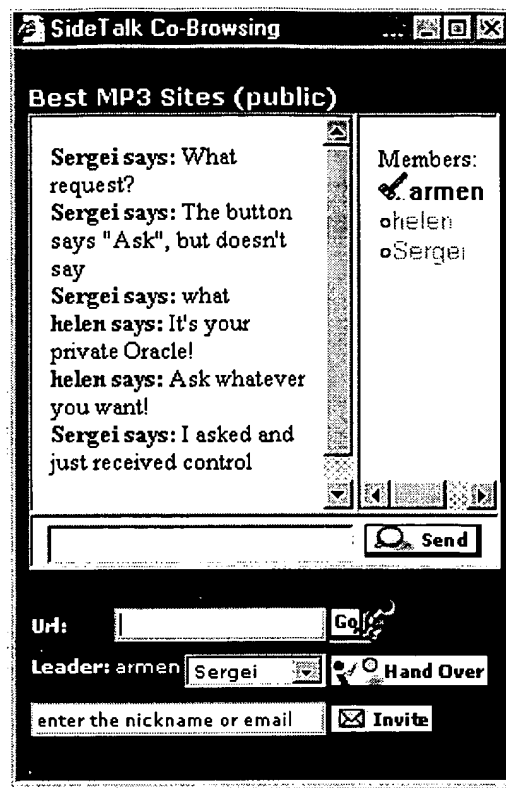 SideTalk Co-Browsing ...
Best MP3 Sites (public)
Sergei says: What
request?
Sergei says: The button
says "Ask", but doesn't
say
Sergei says: what
helen says: It's your
private Oracle!
helen says: Ask whatever
you want!
Sergei says: I asked and
just received control
Members:
armen
helen
Sergei
Send
Url:
Go
Leader: armen Sergei Hand Over
enter the nickname or email Invite